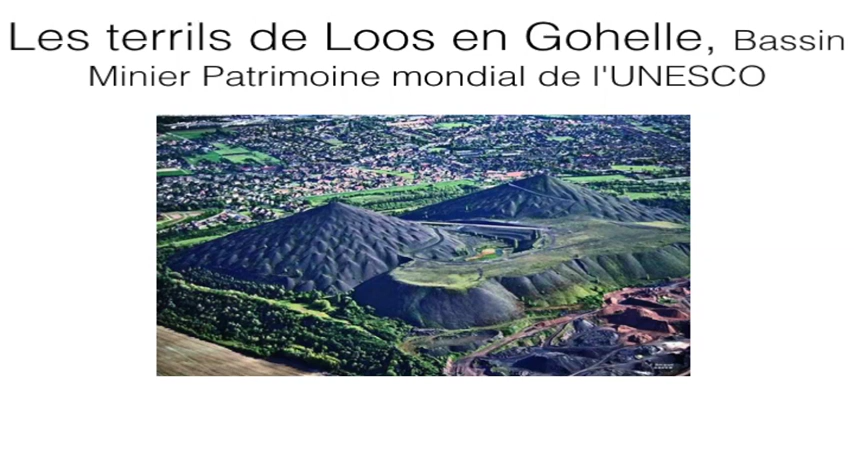 Les terrils de Loos en Gohelle, Bassin
Minier Patrimoine mondial de l'UNESCO